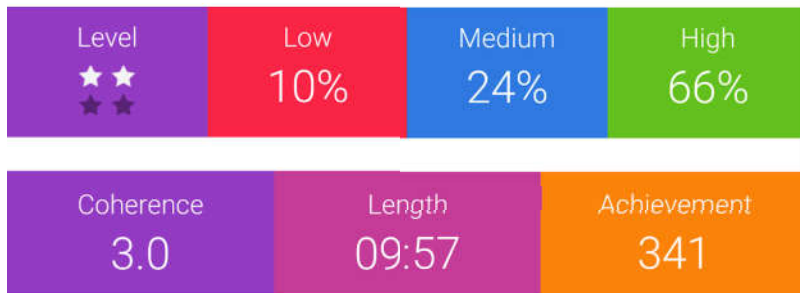 Level Low Medium High
10% 24% 66%
Coherence Length Achievement
3.0 09:57 341